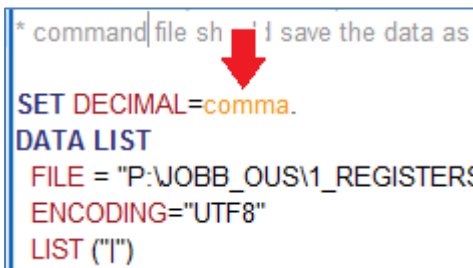 * command file sh d save the data as
SET DECIMAL=comma.
DATA LIST
FILE = "P:\JOBB_OUS\1_REGISTERS
ENCODING="UTF8"
LIST ("|")